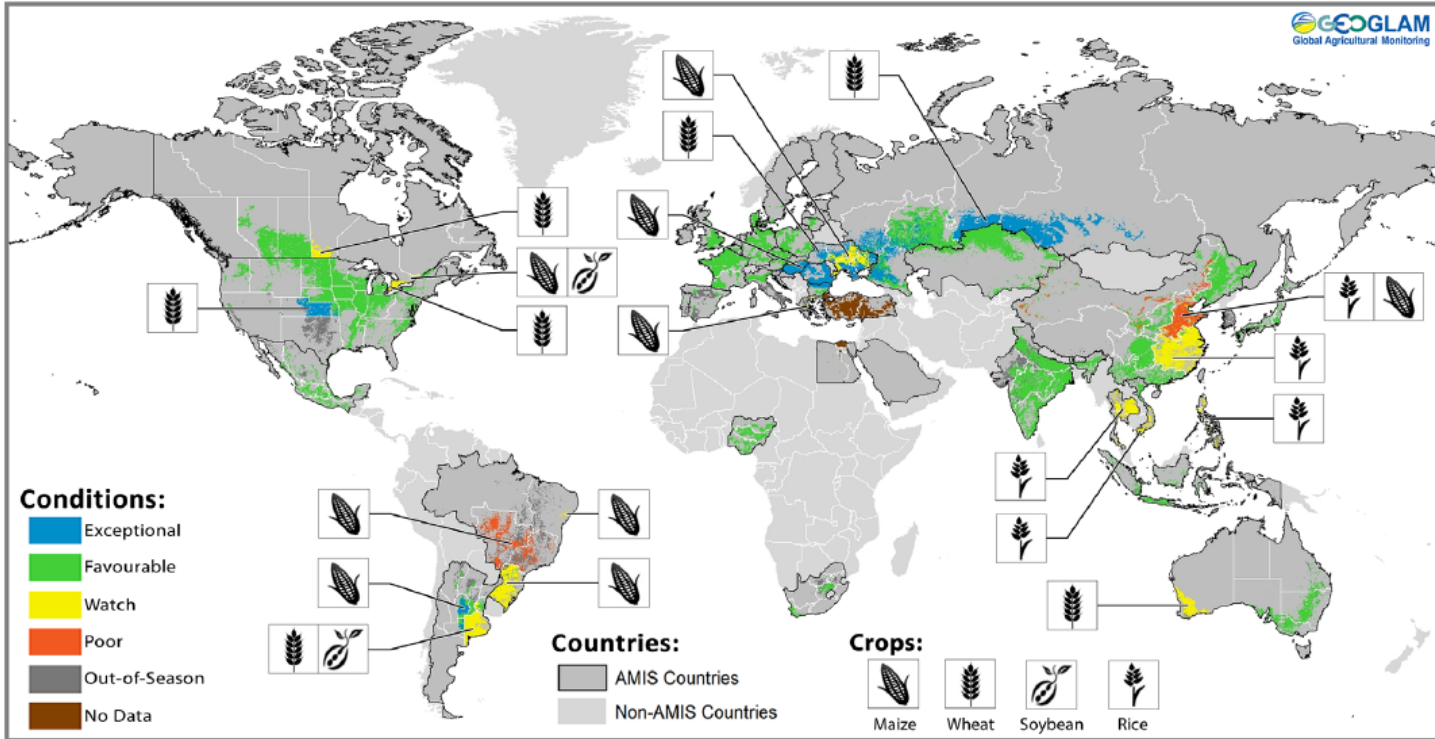 GEOGLAM
Global Agricultural Monitoring
Conditions:
Exceptional
Favourable
Watch
Poor
Out-of-Season
No Data
Countries:
AMIS Countries
Non-AMIS Countries
Crops:
Maize
Wheat
Soybean
Rice